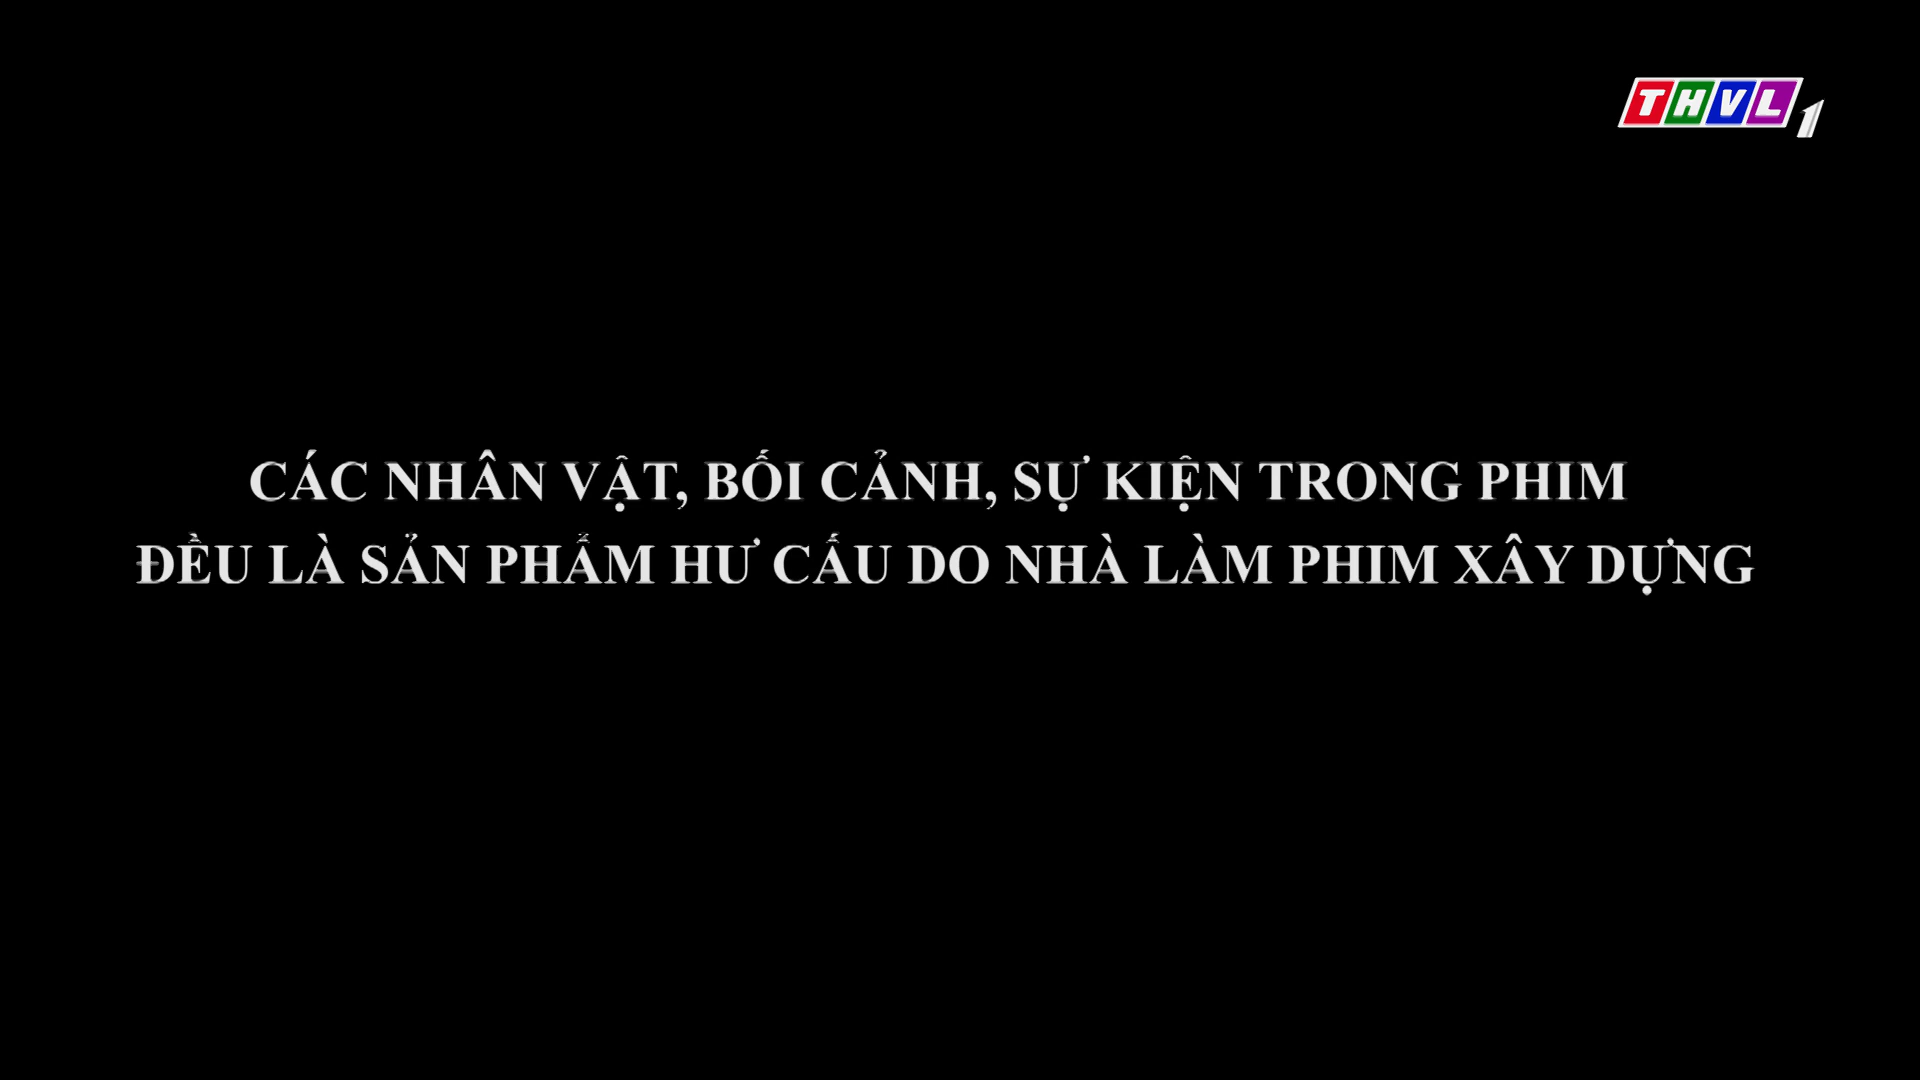 THVL1
CÁC NHÂN VẬT, BỐI CẢNH, SỰ KIỆN TRONG PHIM
ĐỀU LÀ SẢN PHẨM HƯ CẤU DO NHÀ LÀM PHIM XÂY DỰNG